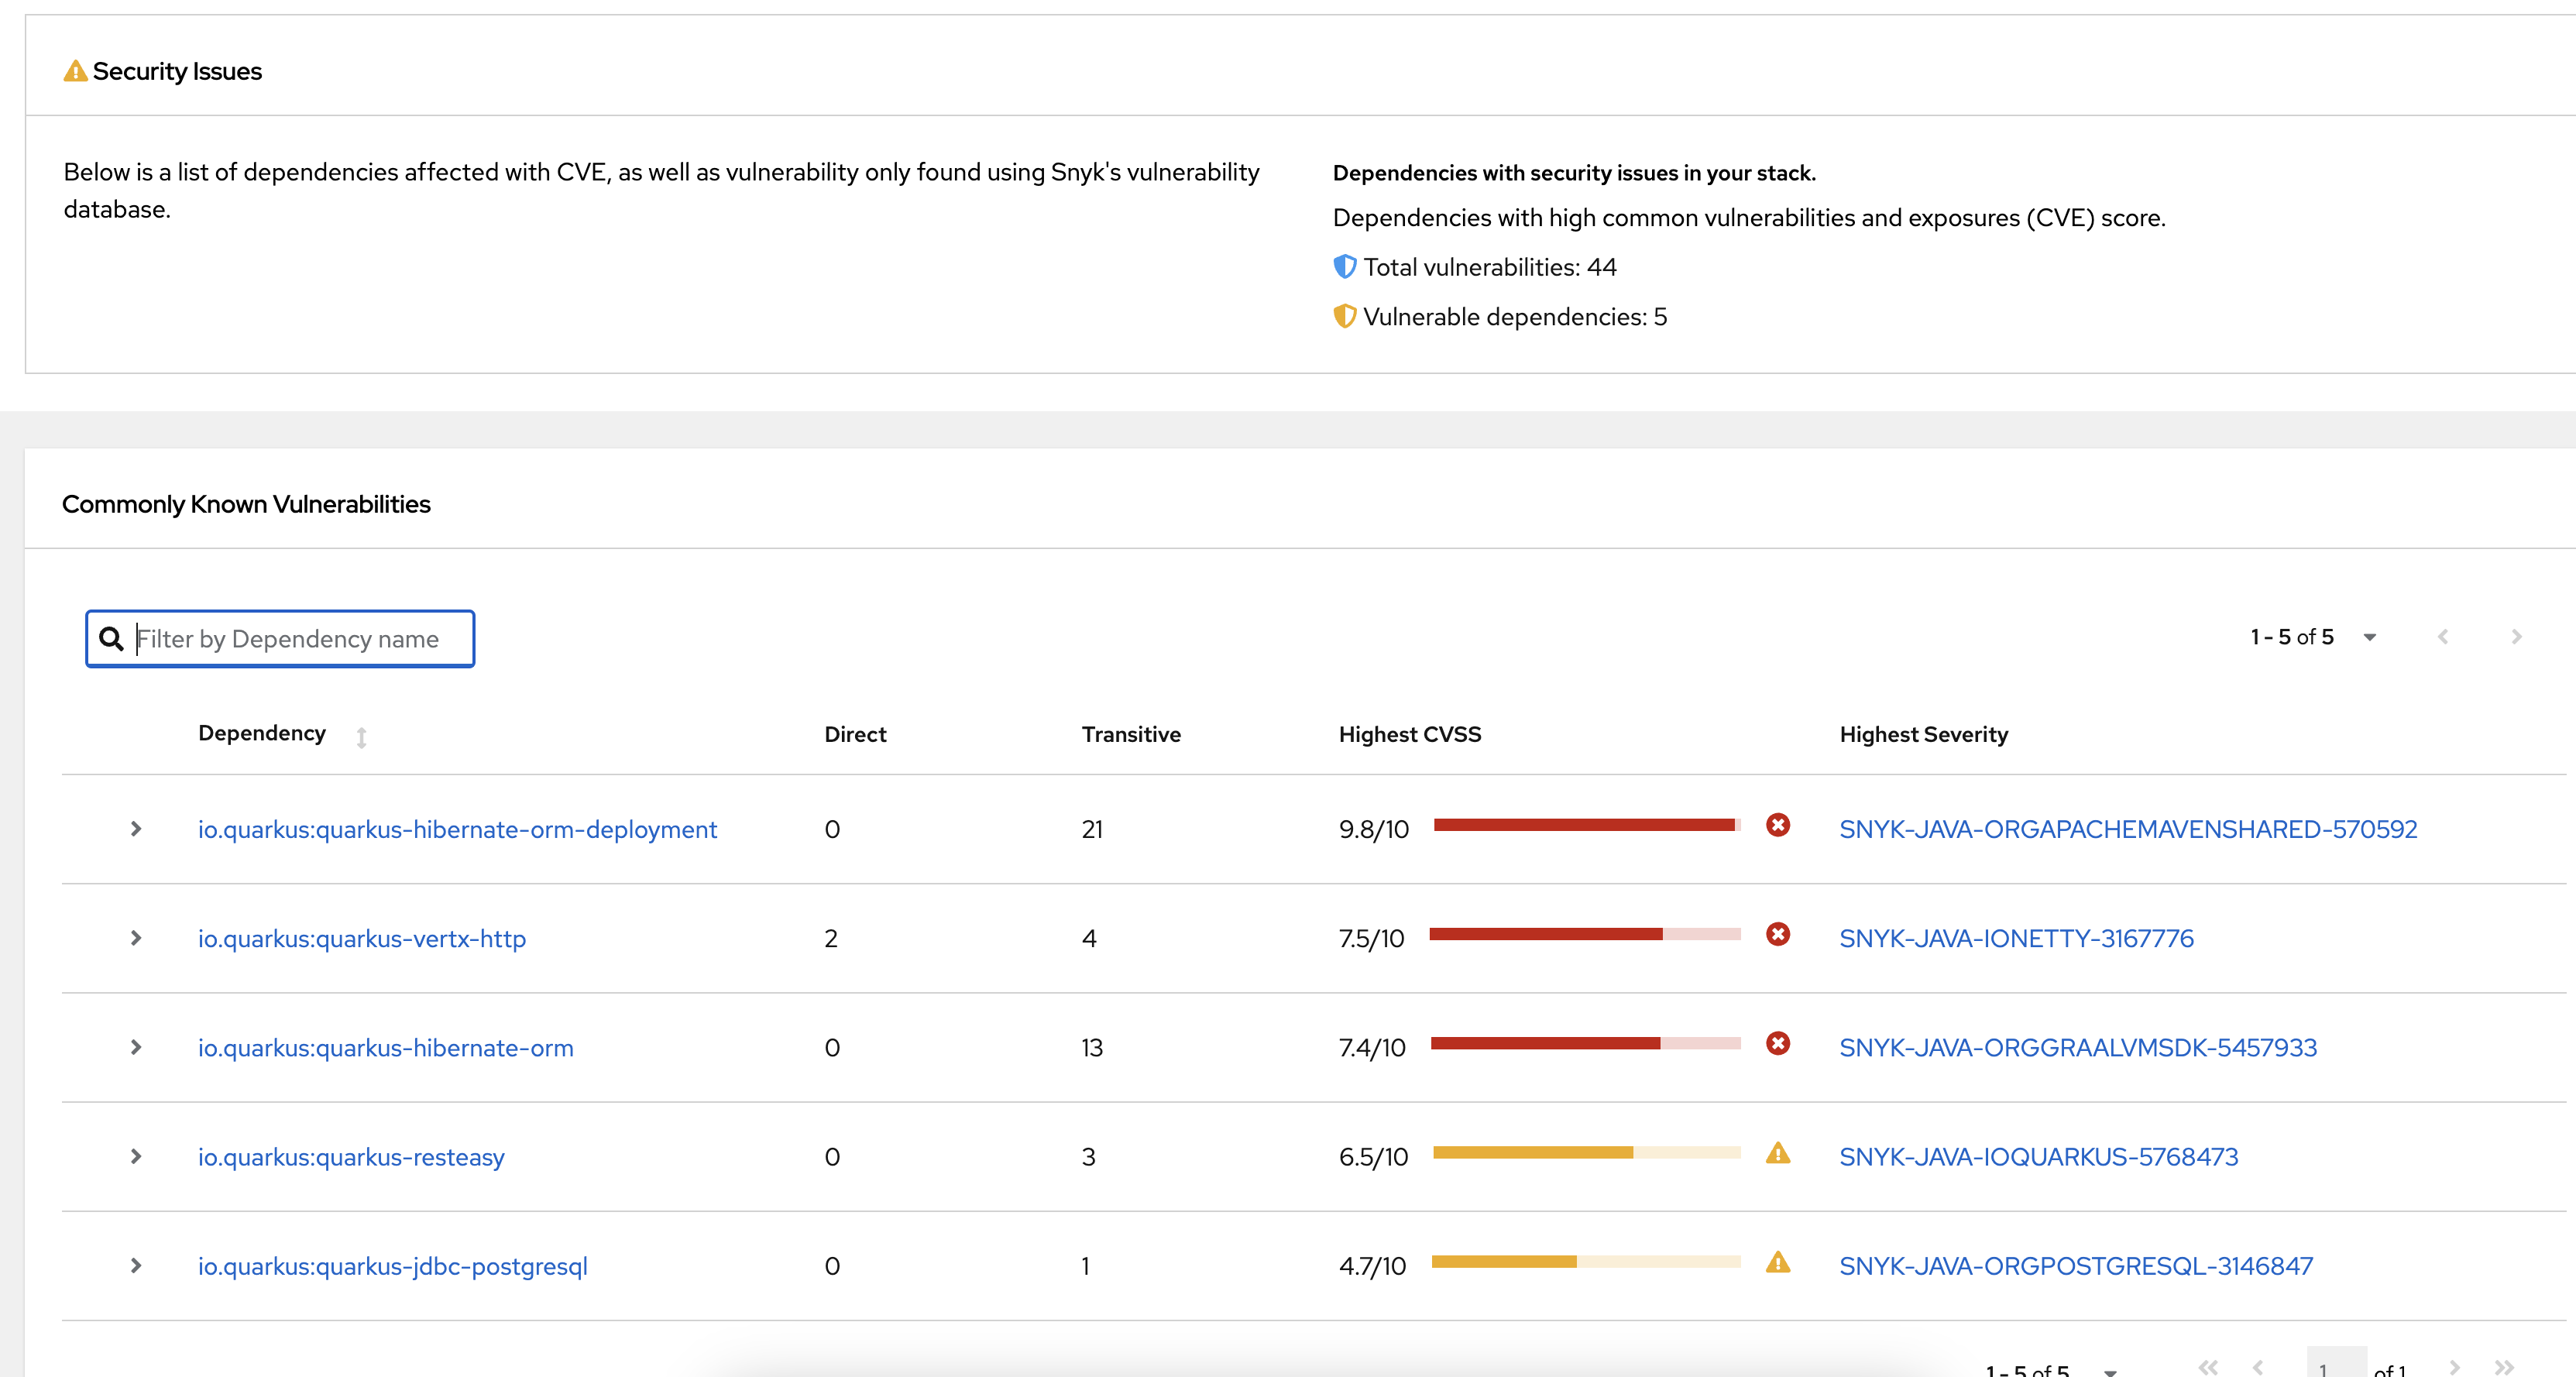 Security Issues
Below is a list of dependencies affected with CVE, as well as vulnerability only found using Snyk's vulnerability
database.
Dependencies with security issues in your stack.
Dependencies with high common vulnerabilities and exposures (CVE) score.
Total vulnerabilities: 44
Vulnerable dependencies: 5
Commonly Known Vulnerabilities
Filter by Dependency name
1 - 5 of 5
Dependency Direct Transitive Highest CVSS Highest Severity
io.quarkus:quarkus-hibernate-orm-deployment 0 21 9.8/10 SNYK-JAVA-ORGAPACHEMAVENSHARED-570592
io.quarkus:quarkus-vertx-http 2 4 7.5/10 SNYK-JAVA-IONETTY-3167776
io.quarkus:quarkus-hibernate-orm 0 13 7.4/10 SNYK-JAVA-ORGGRAALVMSDK-5457933
io.quarkus:quarkus-resteasy 0 3 6.5/10 SNYK-JAVA-IOQUARKUS-5768473
io.quarkus:quarkus-jdbc-postgresql 0 1 4.7/10 SNYK-JAVA-ORGPOSTGRESQL-3146847
1 - 5 of 5 1 of 1